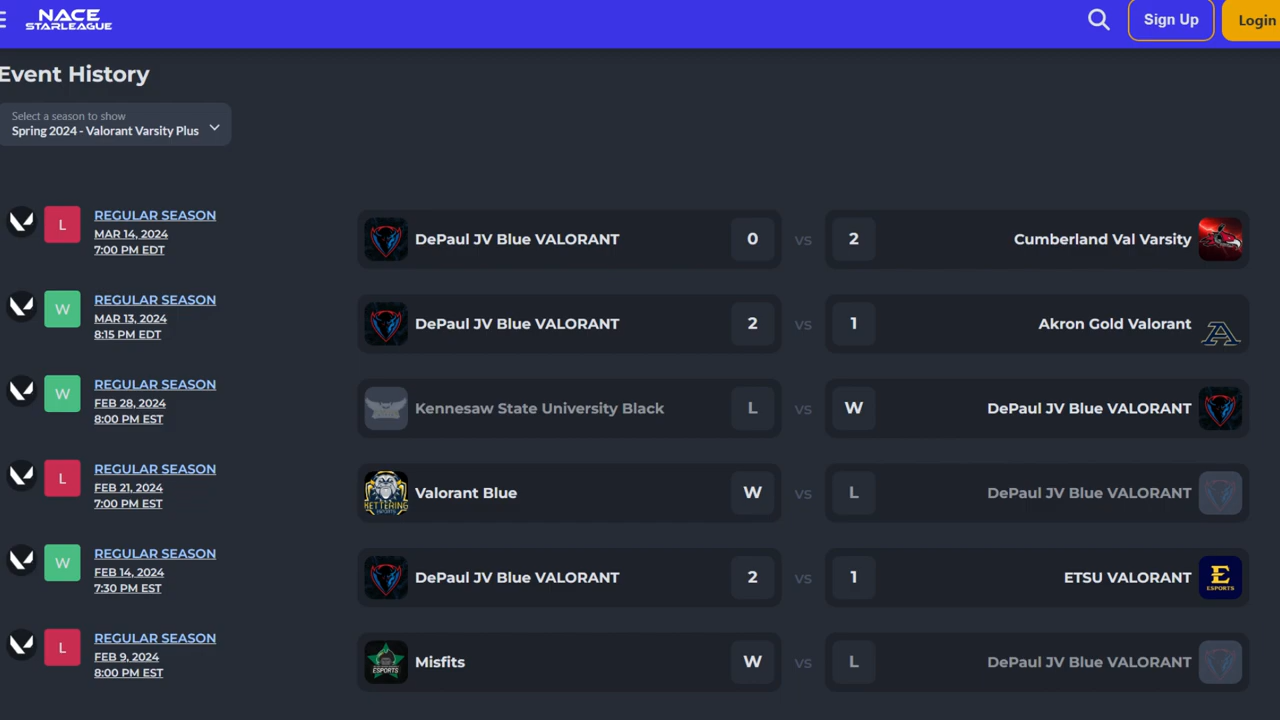 NACE
STARLEAGUE
Sign Up
Login
Event History
Select a season to show
Spring 2024 - Valorant Varsity Plus
L
REGULAR SEASON
MAR 14, 2024
7:00 PM EDT
DePaul JV Blue VALORANT
0
vs
2
Cumberland Val Varsity
W
REGULAR SEASON
MAR 13, 2024
8:15 PM EDT
DePaul JV Blue VALORANT
2
vs
1
Akron Gold Valorant
A
W
REGULAR SEASON
FEB 28, 2024
8:00 PM EST
Kennesaw State University Black
L
vs
W
DePaul JV Blue VALORANT
L
REGULAR SEASON
FEB 21, 2024
7:00 PM EST
KETTERING
ESPORTS
Valorant Blue
W
vs
L
DePaul JV Blue VALORANT
W
REGULAR SEASON
FEB 14, 2024
7:30 PM EST
DePaul JV Blue VALORANT
2
vs
1
ETSU VALORANT
E
ESPORTS
L
REGULAR SEASON
FEB 9, 2024
8:00 PM EST
ESPORTS
Misfits
W
vs
L
DePaul JV Blue VALORANT